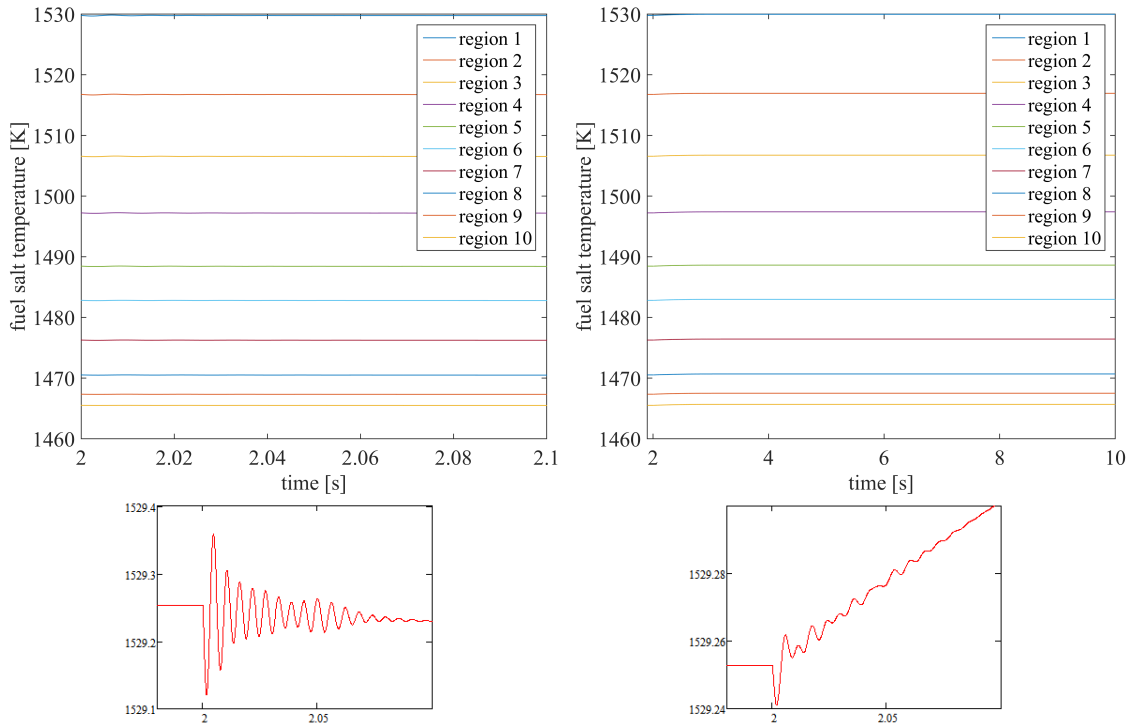 1530
1520
1510
1500
1490
1480
1470
1460
fuel salt temperature [K]
2
2.02
2.04
2.06
2.08
2.1
time [s]
region 1
region 2
region 3
region 4
region 5
region 6
region 7
region 8
region 9
region 10
1530
1520
1510
1500
1490
1480
1470
1460
fuel salt temperature [K]
2
4
6
8
10
time [s]
region 1
region 2
region 3
region 4
region 5
region 6
region 7
region 8
region 9
region 10
1529.4
1529.3
1529.2
1529.1
2
2.05
1529.28
1529.26
1529.24
2
2.05